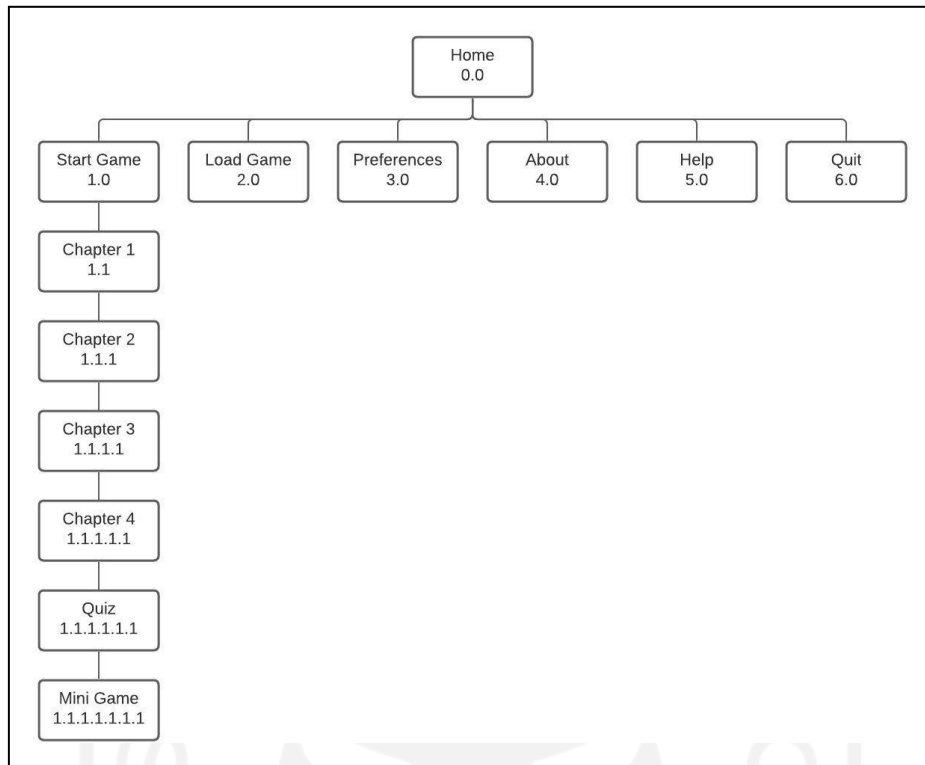 Home
0.0
Start Game
1.0
Load Game
2.0
Preferences
3.0
About
4.0
Help
5.0
Quit
6.0
Chapter 1
1.1
Chapter 2
1.1.1
Chapter 3
1.1.1.1
Chapter 4
1.1.1.1.1
Quiz
1.1.1.1.1.1
Mini Game
1.1.1.1.1.1.1